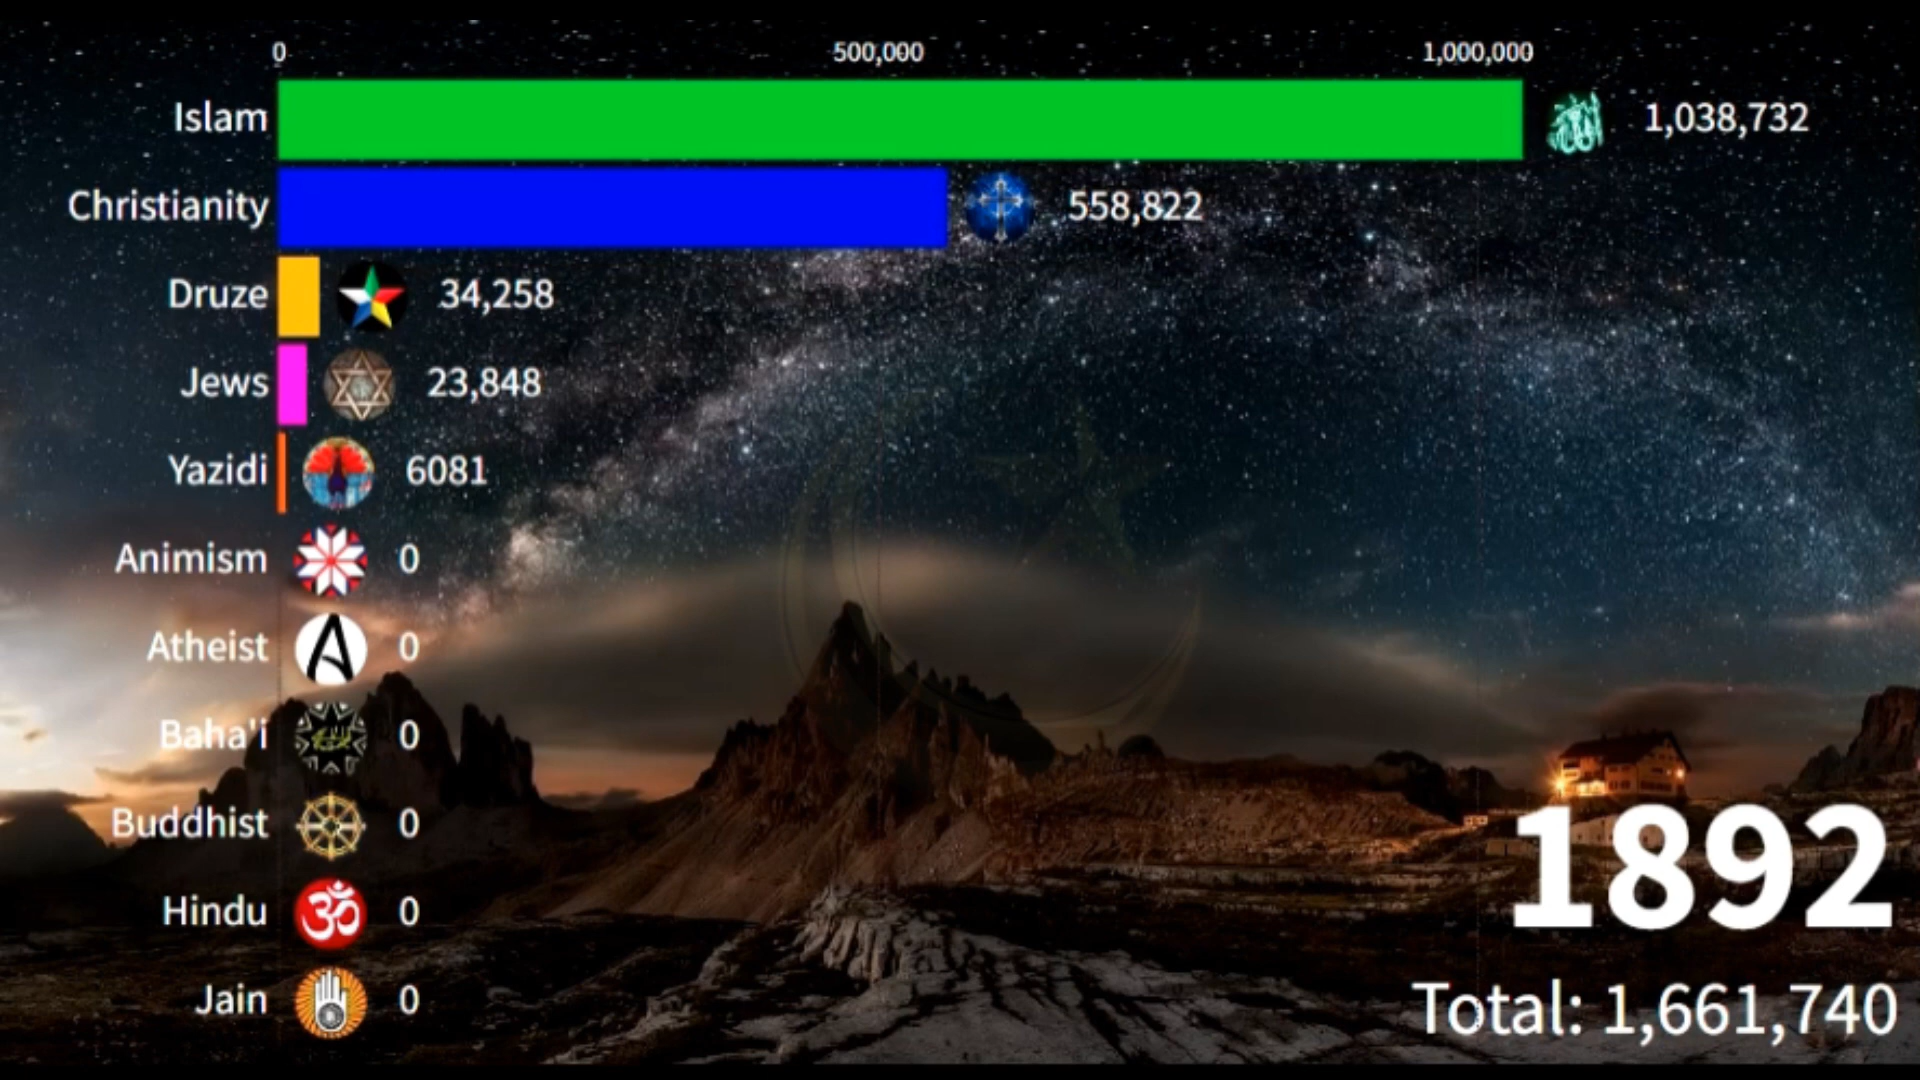 0 500,000 1,000,000
Islam 1,038,732
Christianity 558,822
Druze 34,258
Jews 23,848
Yazidi 6081
Animism 0
Atheist 0
Baha'i 0
Buddhist 0
Hindu ॐ 0
Jain 0
1892
Total: 1,661,740